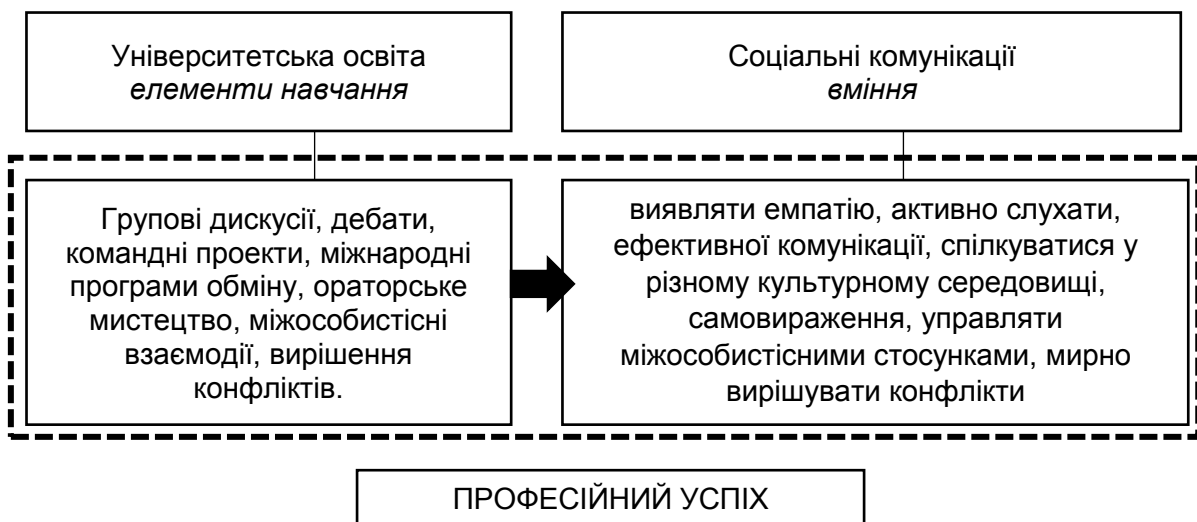 Університетська освіта
елементи навчання
Соціальні комунікації
вміння
Групові дискусії, дебати,
командні проекти, міжнародні
програми обміну, ораторське
мистецтво, міжособистісні
взаємодії, вирішення
конфліктів.
виявляти емпатію, активно слухати,
ефективної комунікації, спілкуватися у
різному культурному середовищі,
самовираження, управляти
міжособистісними стосунками, мирно
вирішувати конфлікти
ПРОФЕСІЙНИЙ УСПІХ